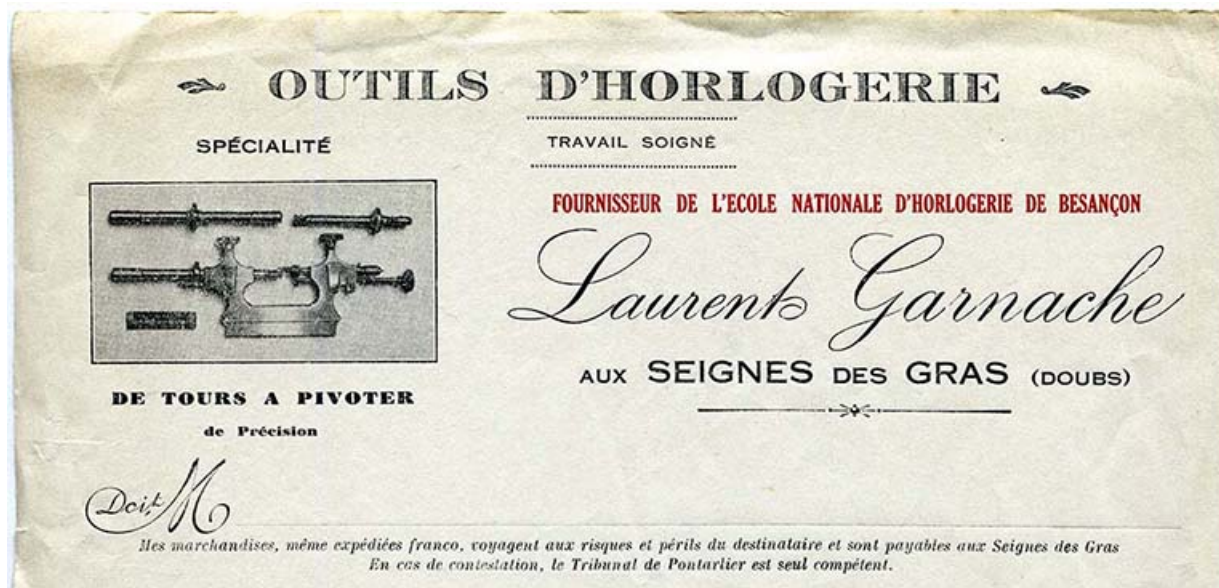 OUTILS D'HORLOGERIE
SPÉCIALITÉ
TRAVAIL SOIGNÉ
FOURNISSEUR DE L'ECOLE NATIONALE D'HORLOGERIE DE BESANÇON
Laurent Garnache
AUX SEIGNES DES GRAS (DOUBS)
DE TOURS A PIVOTER
de Précision
Doit M
Mes marchandises, même expédiées franco, voyagent aux risques et périls du destinataire et sont payables aux Seignes des Gras
En cas de contestation, le Tribunal de Pontarlier est seul compétent.